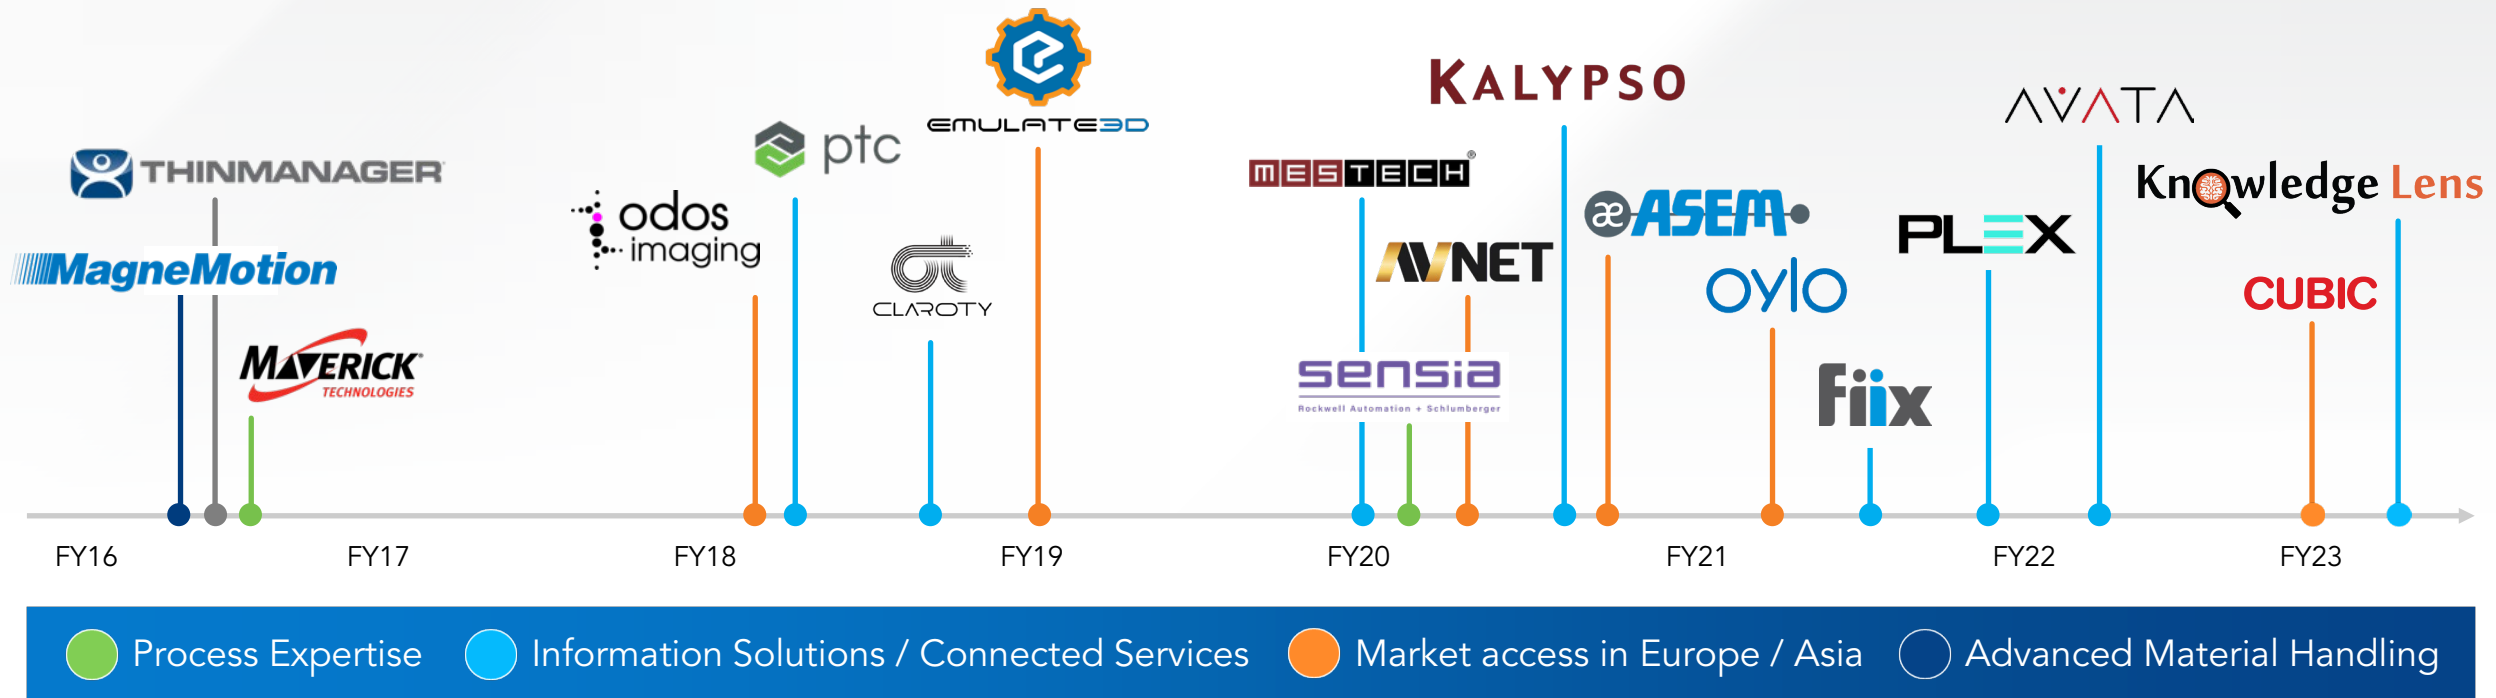 THINMANAGER
MagneMotion
MAVERICK
TECHNOLOGIES
odos
imaging
ptc
CLAROTY
EMULATE3D
MESTECH®
sensia
Rockwell Automation + Schlumberger
AVNET
KALYPSO
æ ASEM
oylo
fiix
PLEX
AVATA
Knowledge Lens
CUBIC
FY16 FY17 FY18 FY19 FY20 FY21 FY22 FY23
Process Expertise Information Solutions / Connected Services Market access in Europe / Asia Advanced Material Handling